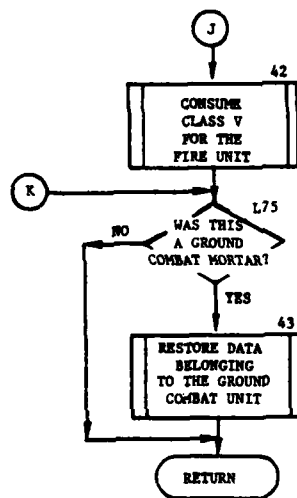 J
42
CONSUME
CLASS V
FOR THE
FIRE UNIT
K
L75
WAS THIS
A GROUND
COMBAT MORTAR?
NO
YES
43
RESTORE DATA
BELONGING
TO THE GROUND
COMBAT UNIT
RETURN